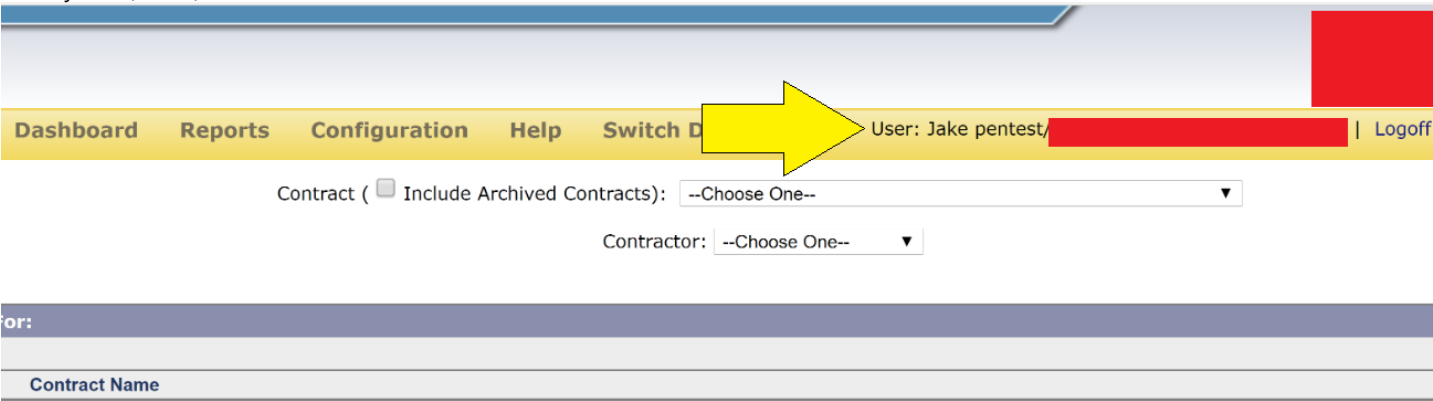 Dashboard Reports Configuration Help Switch D User: Jake pentest/ | Logoff
Contract ( Include Archived Contracts): --Choose One--
Contractor: --Choose One--
For:
Contract Name